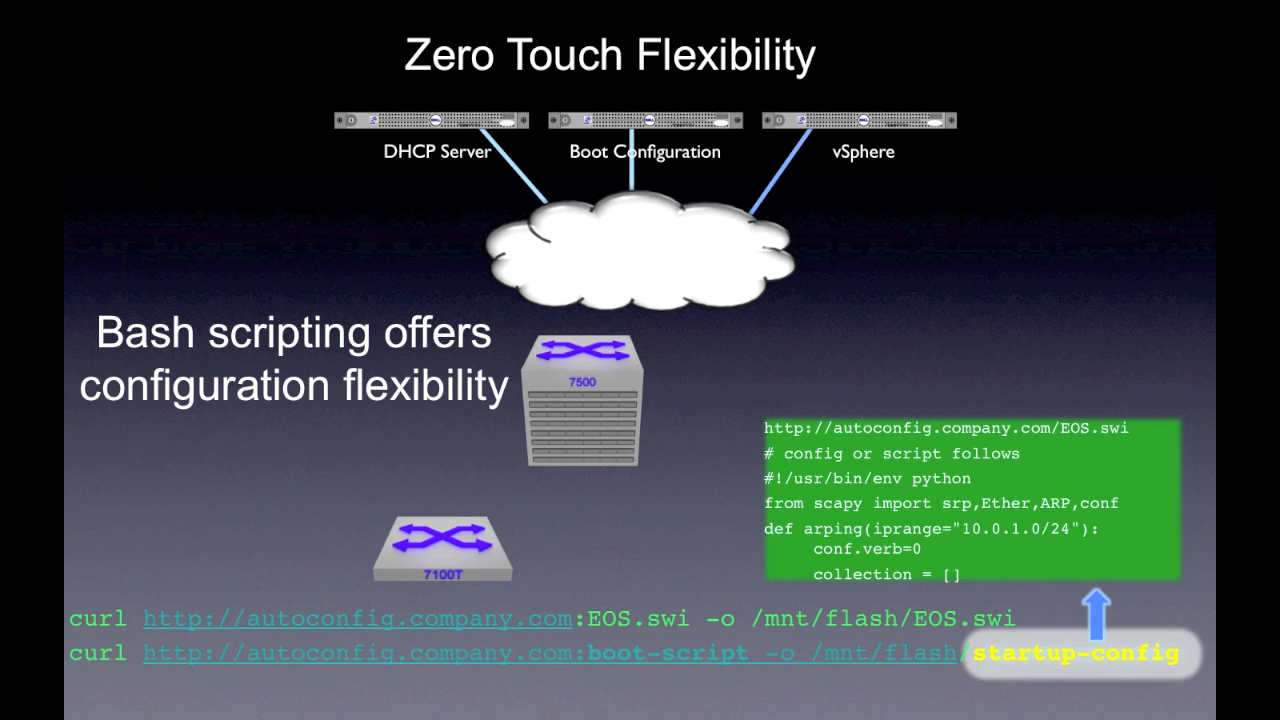 Zero Touch Flexibility
DHCP Server
Boot Configuration
vSphere
Bash scripting offers
configuration flexibility
7500
http://autoconfig.company.com/EOS.swi
# config or script follows
#!/usr/bin/env python
from scapy import srp,Ether,ARP,conf
def arping(iprange="10.0.1.0/24"):
conf.verb=0
collection = []
7100T
curl http://autoconfig.company.com:EOS.swi -o /mnt/flash/EOS.swi
curl http://autoconfig.company.com:boot-script -o /mnt/flash/startup-config